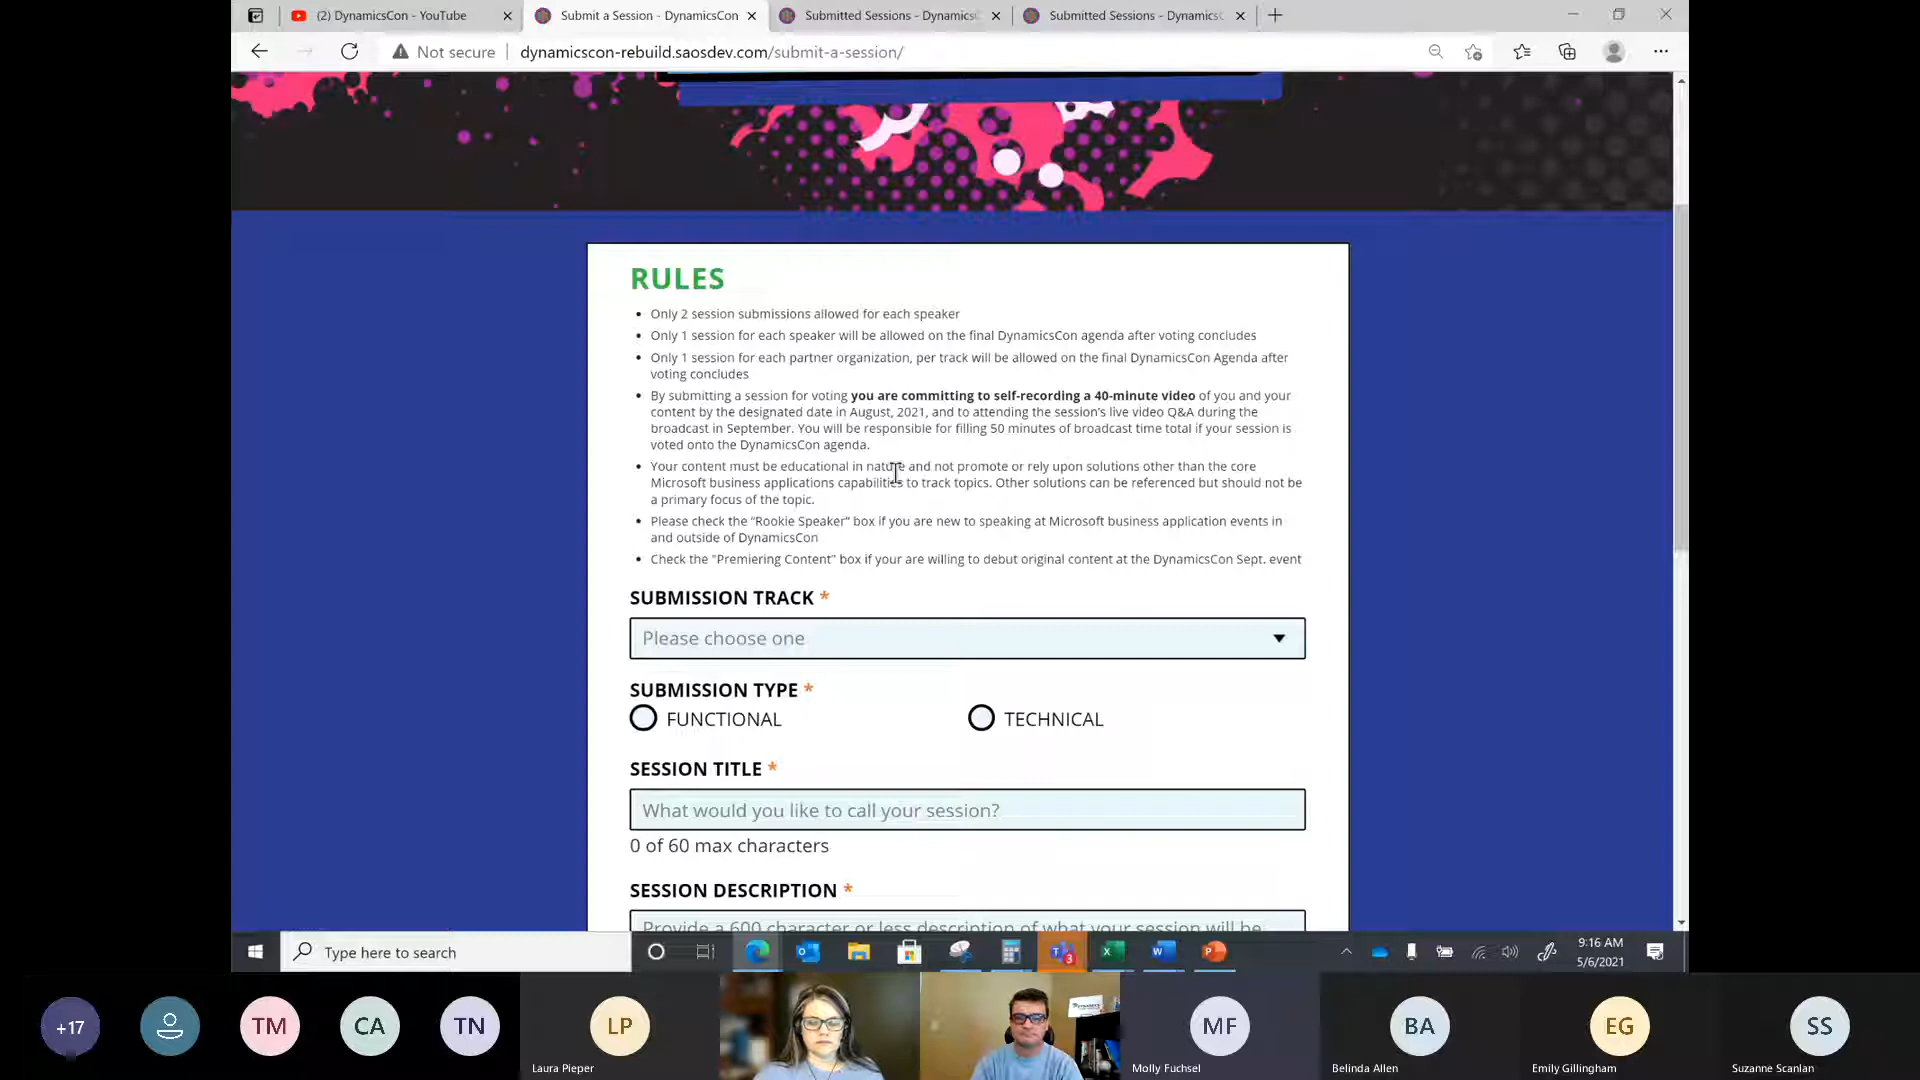 (2) DynamicsCon - YouTube
Submit a Session - DynamicsCon
Submitted Sessions - Dynamics
Submitted Sessions - Dynamics
Not secure
dynamicscon-rebuild.saosdev.com/submit-a-session/
RULES
Only 2 session submissions allowed for each speaker
Only 1 session for each speaker will be allowed on the final DynamicsCon agenda after voting concludes
Only 1 session for each partner organization, per track will be allowed on the final DynamicsCon Agenda after
voting concludes
By submitting a session for voting you are committing to self-recording a 40-minute video of you and your
content by the designated date in August, 2021, and to attending the session's live video Q&A during the
broadcast in September. You will be responsible for filling 50 minutes of broadcast time total if your session is
voted onto the DynamicsCon agenda.
Your content must be educational in nature and not promote or rely upon solutions other than the core
Microsoft business applications capabilities to track topics. Other solutions can be referenced but should not be
a primary focus of the topic.
Please check the "Rookie Speaker" box if you are new to speaking at Microsoft business application events in
and outside of DynamicsCon
Check the "Premiering Content" box if your are willing to debut original content at the DynamicsCon Sept. event
SUBMISSION TRACK *
Please choose one
SUBMISSION TYPE *
FUNCTIONAL
TECHNICAL
SESSION TITLE *
What would you like to call your session?
0 of 60 max characters
SESSION DESCRIPTION *
Provide a 600 character or less description of what your session will be
Type here to search
3
9:16 AM
5/6/2021
+17
TM
CA
TN
LP
MF
BA
EG
SS
Laura Pieper
Molly Fuchsel
Belinda Allen
Emily Gillingham
Suzanne Scanlan